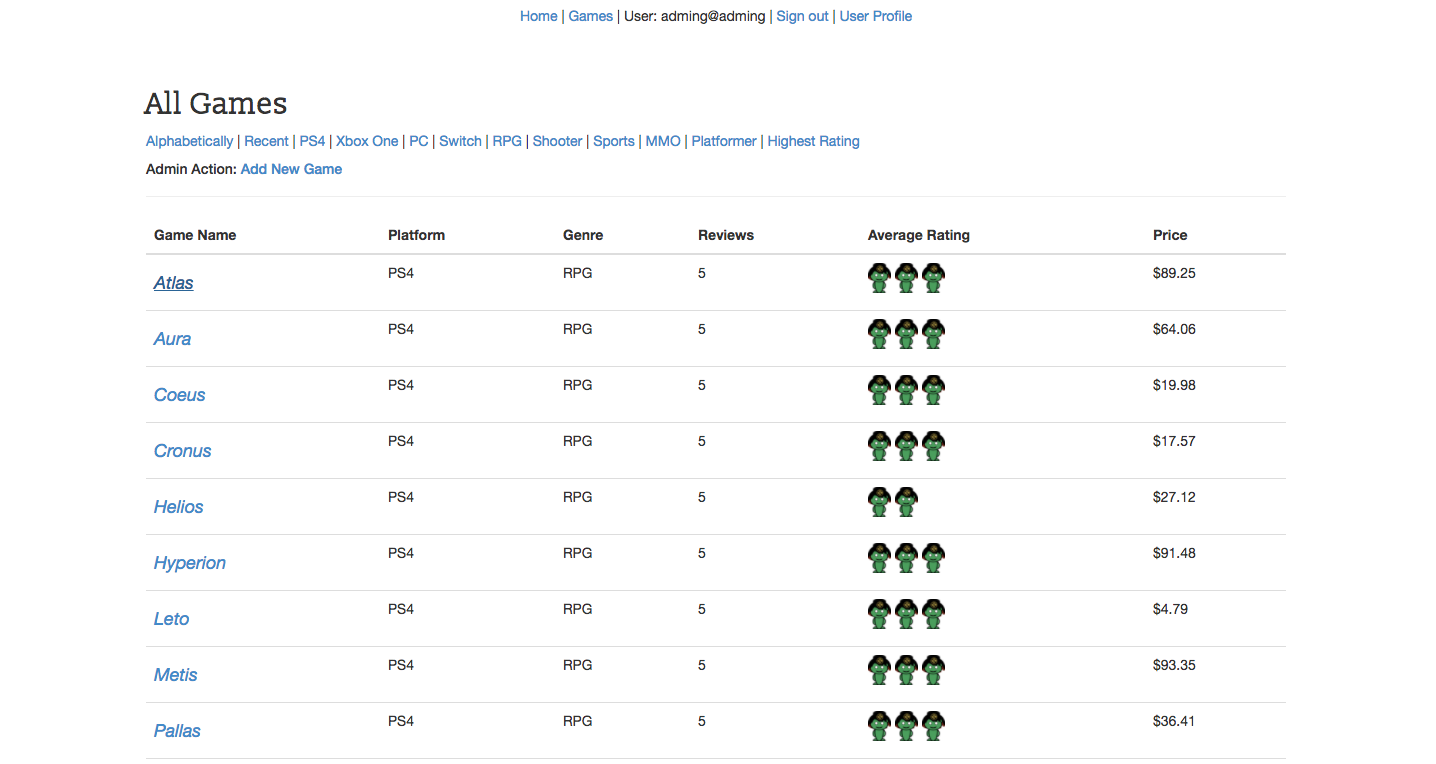 Home | Games | User: adming@adming | Sign out | User Profile
All Games
Alphabetically | Recent | PS4 | Xbox One | PC | Switch | RPG | Shooter | Sports | MMO | Platformer | Highest Rating
Admin Action: Add New Game
Game Name Platform Genre Reviews Average Rating Price
Atlas PS4 RPG 5 $89.25
Aura PS4 RPG 5 $64.06
Coeus PS4 RPG 5 $19.98
Cronus PS4 RPG 5 $17.57
Helios PS4 RPG 5 $27.12
Hyperion PS4 RPG 5 $91.48
Leto PS4 RPG 5 $4.79
Metis PS4 RPG 5 $93.35
Pallas PS4 RPG 5 $36.41